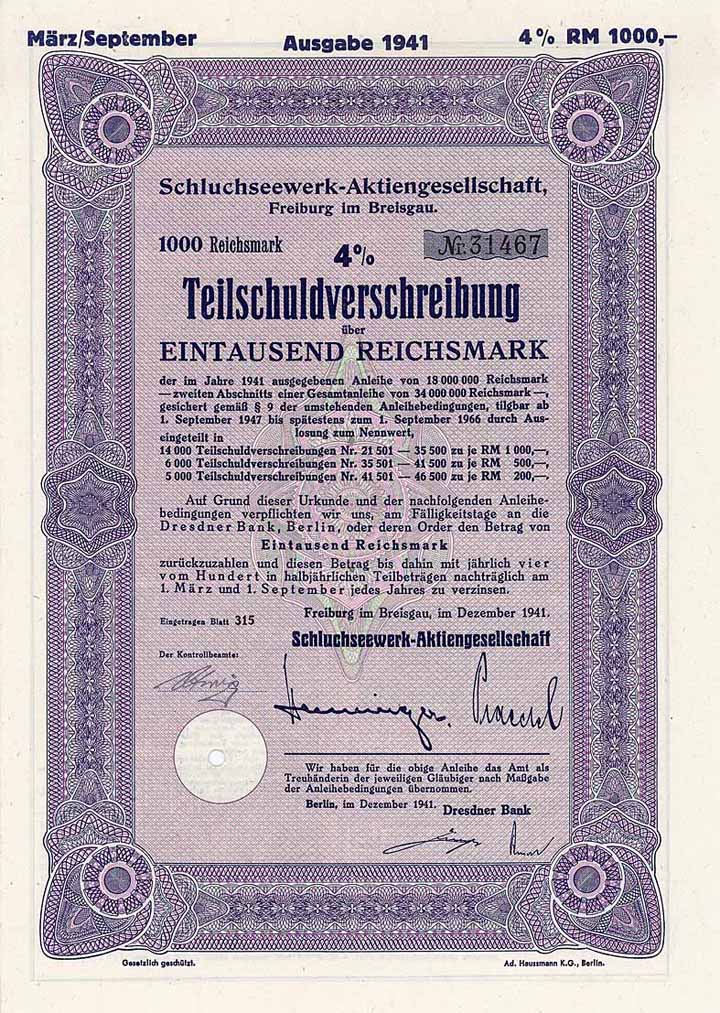 März/September
Ausgabe 1941
4% RM 1000,–
Schluchseewerk-Aktiengesellschaft,
Freiburg im Breisgau.
1000 Reichsmark
Nr. 31467
4%
Teilschuldverschreibung
über
EINTAUSEND REICHSMARK
der im Jahre 1941 ausgegebenen Anleihe von 18 000 000 Reichsmark
— zweiten Abschnitts einer Gesamtanleihe von 34 000 000 Reichsmark —,
gesichert gemäß § 9 der umstehenden Anleihebedingungen, tilgbar ab
1. September 1947 bis spätestens zum 1. September 1966 durch Aus-
losung zum Nennwert,
eingeteilt in
14 000 Teilschuldverschreibungen Nr. 21 501 — 35 500 zu je RM 1 000,—,
6 000 Teilschuldverschreibungen Nr. 35 501 — 41 500 zu je RM 500,—,
5 000 Teilschuldverschreibungen Nr. 41 501 — 46 500 zu je RM 200,—,
Auf Grund dieser Urkunde und der nachfolgenden Anleihe-
bedingungen verpflichten wir uns, am Fälligkeitstage an die
Dresdner Bank, Berlin, oder deren Order den Betrag von
Eintausend Reichsmark
zurückzuzahlen und diesen Betrag bis dahin mit jährlich vier
vom Hundert in halbjährlichen Teilbeträgen nachträglich am
1. März und 1. September jedes Jahres zu verzinsen.
Freiburg im Breisgau, im Dezember 1941.
Eingetragen Blatt 315
Schluchseewerk-Aktiengesellschaft
Der Kontrollbeamte:
Wir haben für die obige Anleihe das Amt als
Treuhänderin der jeweiligen Gläubiger nach Maßgabe
der Anleihebedingungen übernommen.
Berlin, im Dezember 1941.
Dresdner Bank
Gesetzlich geschützt.
Ad. Haussmann K.G., Berlin.